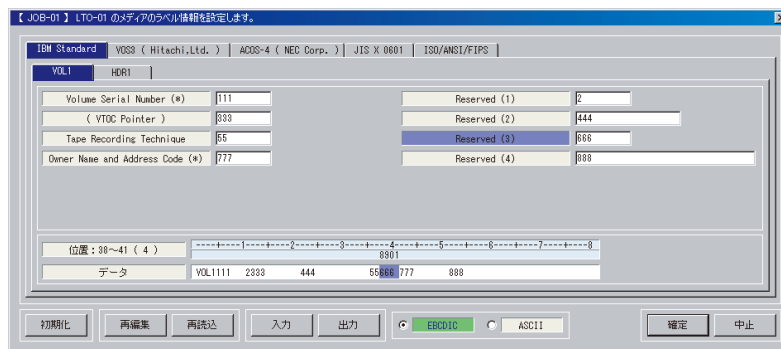 【 JOB-01 】 LTO-01 のメディアのラベル情報を設定します。
IBM Standard VOS3 ( Hitachi,Ltd. ) ACOS-4 ( NEC Corp. ) JIS X 0601 ISO/ANSI/FIPS
VOL1 HDR1
Volume Serial Number (*) 111 Reserved (1) 2
( VTOC Pointer ) 333 Reserved (2) 444
Tape Recording Technique 55 Reserved (3) 666
Owner Name and Address Code (*) 777 Reserved (4) 888
位置:38～41 ( 4 ) ----+----1----+----2----+----3----+----4----+----5----+----6----+----7----+----8
8901
データ VOL1111 2333 444 55666 777 888
初期化 再編集 再読込 入力 出力 EBCDIC ASCII 確定 中止